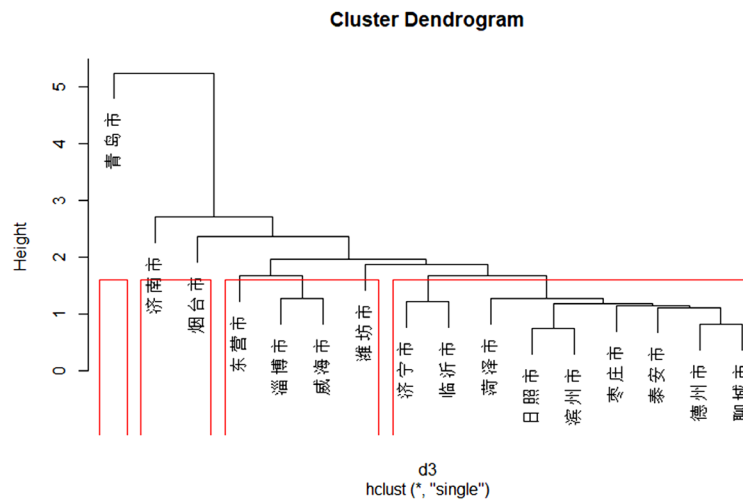 Cluster Dendrogram
Height
5
4
3
2
1
0
青岛市
济南市
烟台市
东营市
淄博市
威海市
潍坊市
济宁市
临沂市
菏泽市
日照市
滨州市
枣庄市
泰安市
德州市
聊城市
d3
hclust (*, "single")